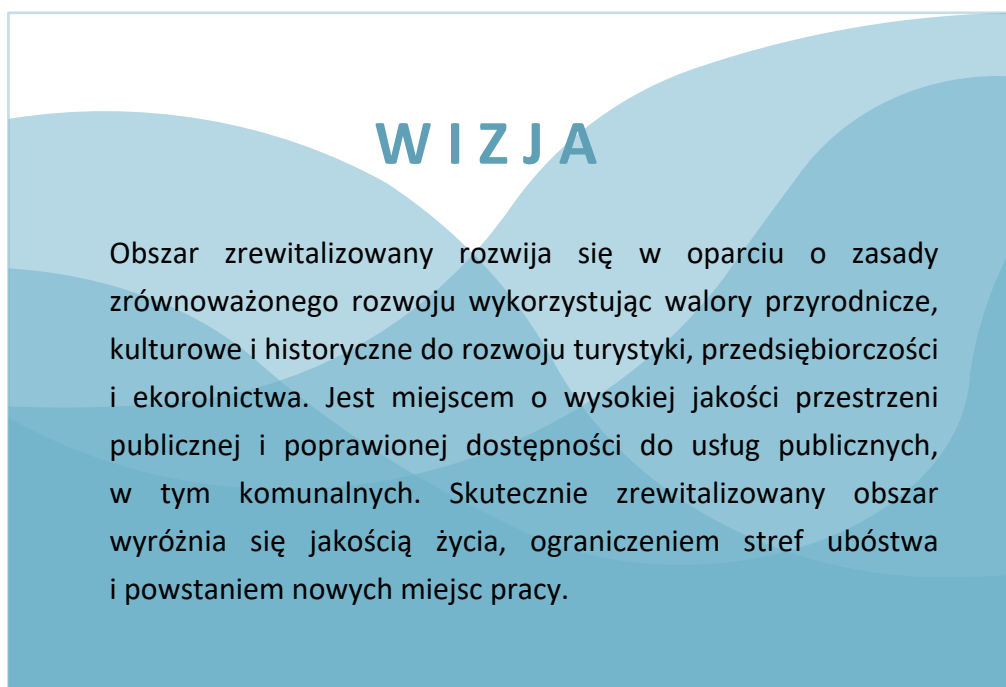 WIZJA
Obszar zrewitalizowany rozwija się w oparciu o zasady
zrównoważonego rozwoju wykorzystując walory przyrodnicze,
kulturowe i historyczne do rozwoju turystyki, przedsiębiorczości
i ekorolnictwa. Jest miejscem o wysokiej jakości przestrzeni
publicznej i poprawionej dostępności do usług publicznych,
w tym komunalnych. Skutecznie zrewitalizowany obszar
wyróżnia się jakością życia, ograniczeniem stref ubóstwa
i powstaniem nowych miejsc pracy.